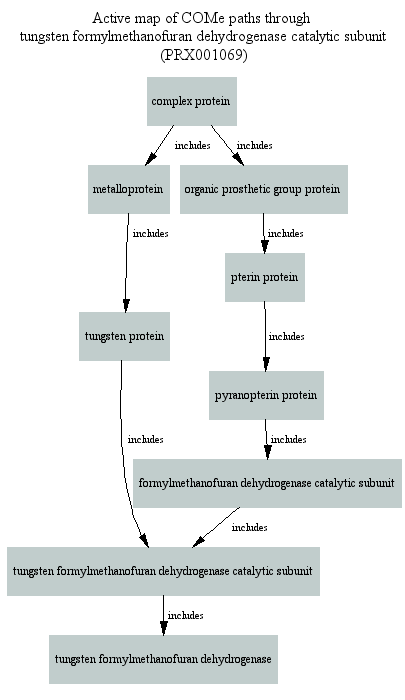 Active map of COMe paths through
tungsten formylmethanofuran dehydrogenase catalytic subunit
(PRX001069)
complex protein
includes
includes
metalloprotein
organic prosthetic group protein
includes
includes
pterin protein
tungsten protein
includes
pyranopterin protein
includes
includes
formylmethanofuran dehydrogenase catalytic subunit
includes
tungsten formylmethanofuran dehydrogenase catalytic subunit
includes
tungsten formylmethanofuran dehydrogenase